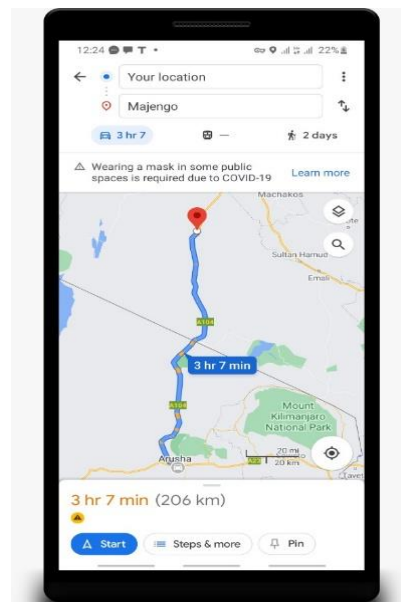 12:24
22%
Your location
Majengo
3 hr 7
—
2 days
Wearing a mask in some public
spaces is required due to COVID-19
Learn more
Machakos
Sultan Hamud
Emali
A104
3 hr 7 min
A104
Mount
Kilimanjaro
National Park
Arusha
A23
20 mi
20 km
3 hr 7 min (206 km)
Start
Steps & more
Pin